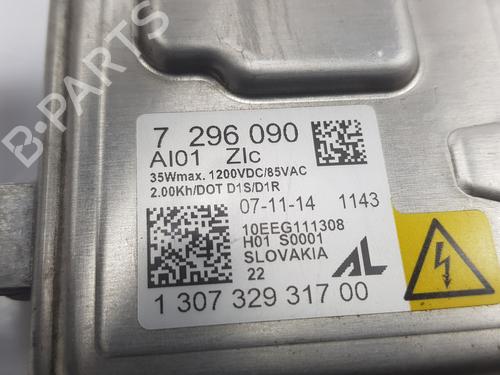 B-PARTS
7 296 090
AI01 ZIc
35Wmax. 1200VDC/85VAC
2.00Kh/DOT D1S/D1R
07-11-14 1143
10EEG111308
H01 S0001
SLOVAKIA
22
AL
1 307 329 317 00